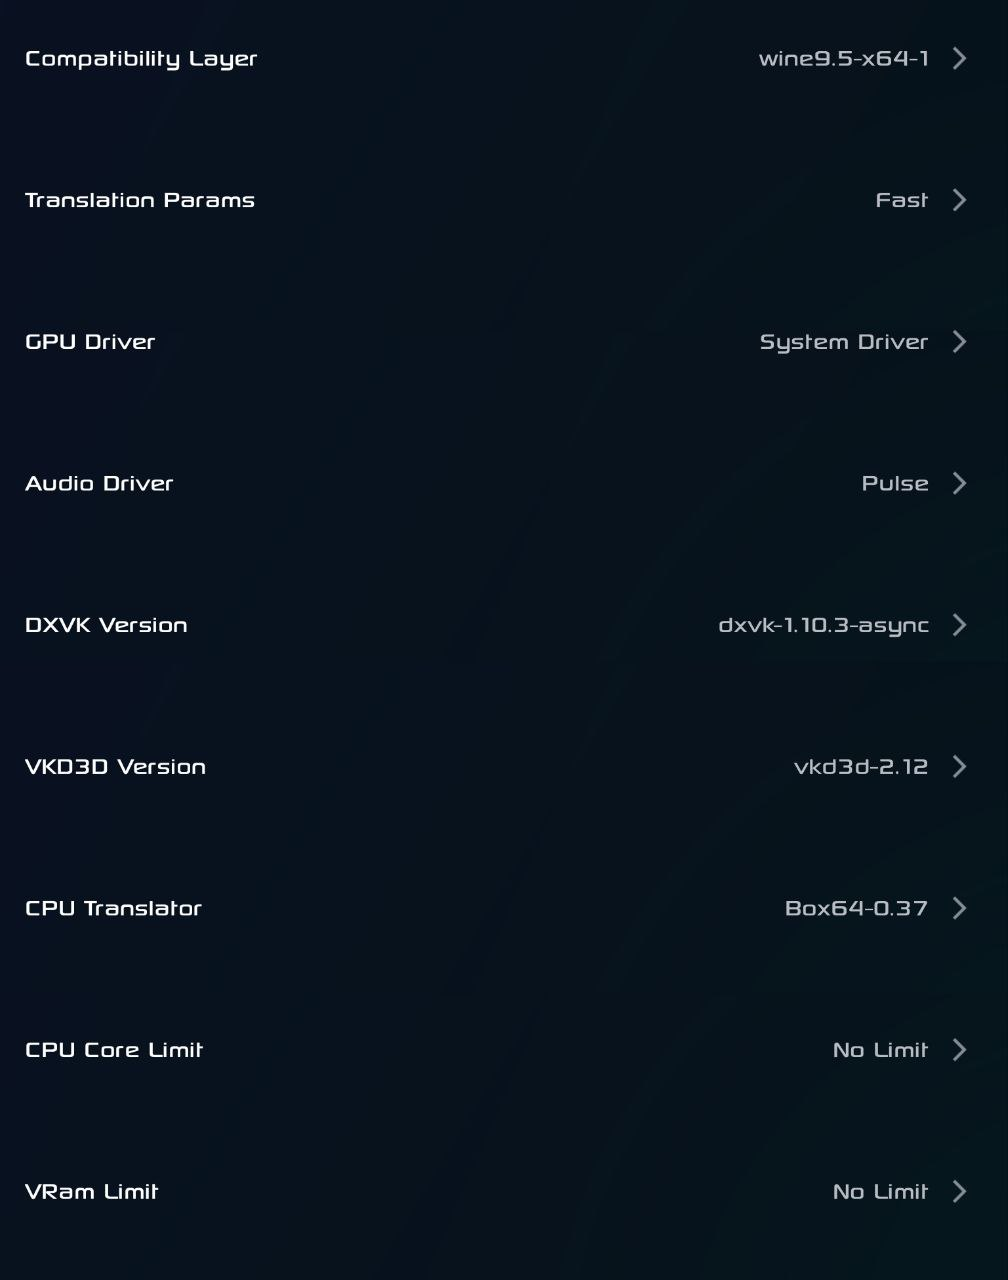 Compatibility Layer wine9.5-x64-1
Translation Params Fast
GPU Driver System Driver
Audio Driver Pulse
DXVK Version dxvk-1.10.3-async
VKD3D Version vkd3d-2.12
CPU Translator Box64-0.37
CPU Core Limit No Limit
VRam Limit No Limit